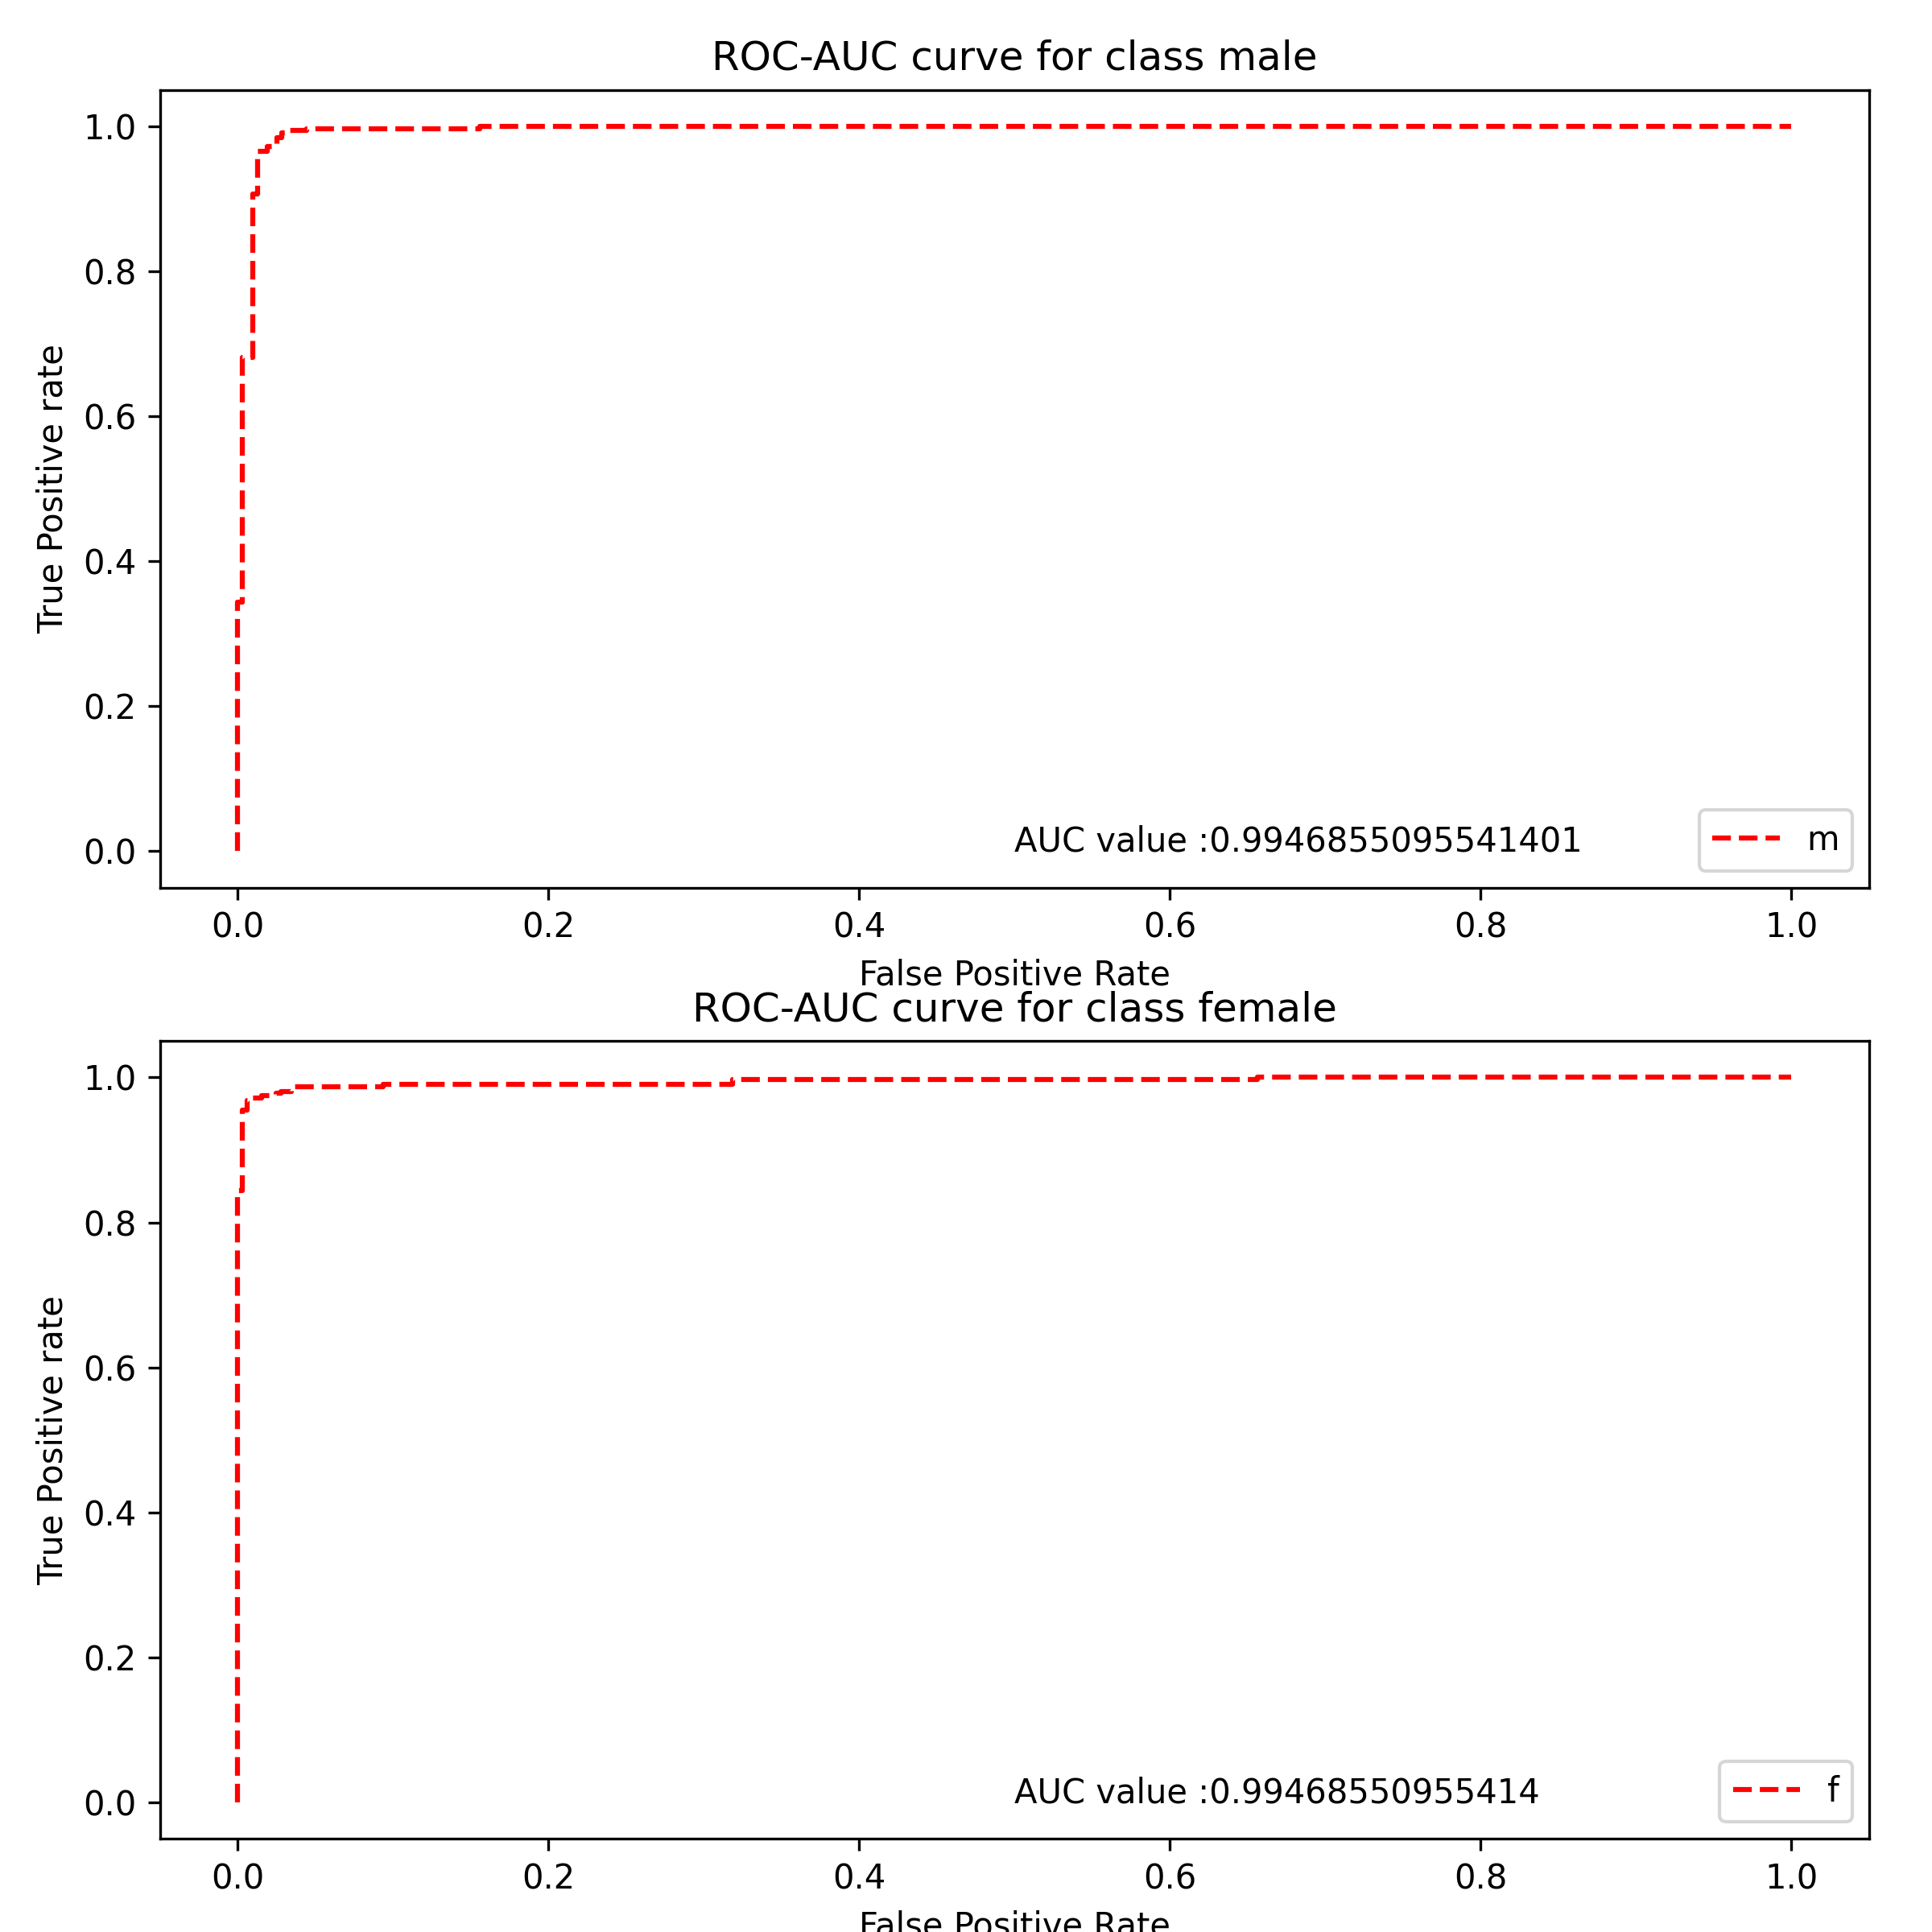 ROC-AUC curve for class male
1.0
0.8
0.6
0.4
0.2
0.0
True Positive rate
AUC value :0.9946855095541401
m
0.0 0.2 0.4 0.6 0.8 1.0
False Positive Rate
ROC-AUC curve for class female
1.0
0.8
0.6
0.4
0.2
0.0
True Positive rate
AUC value :0.99468550955414
f
0.0 0.2 0.4 0.6 0.8 1.0
False Positive Rate